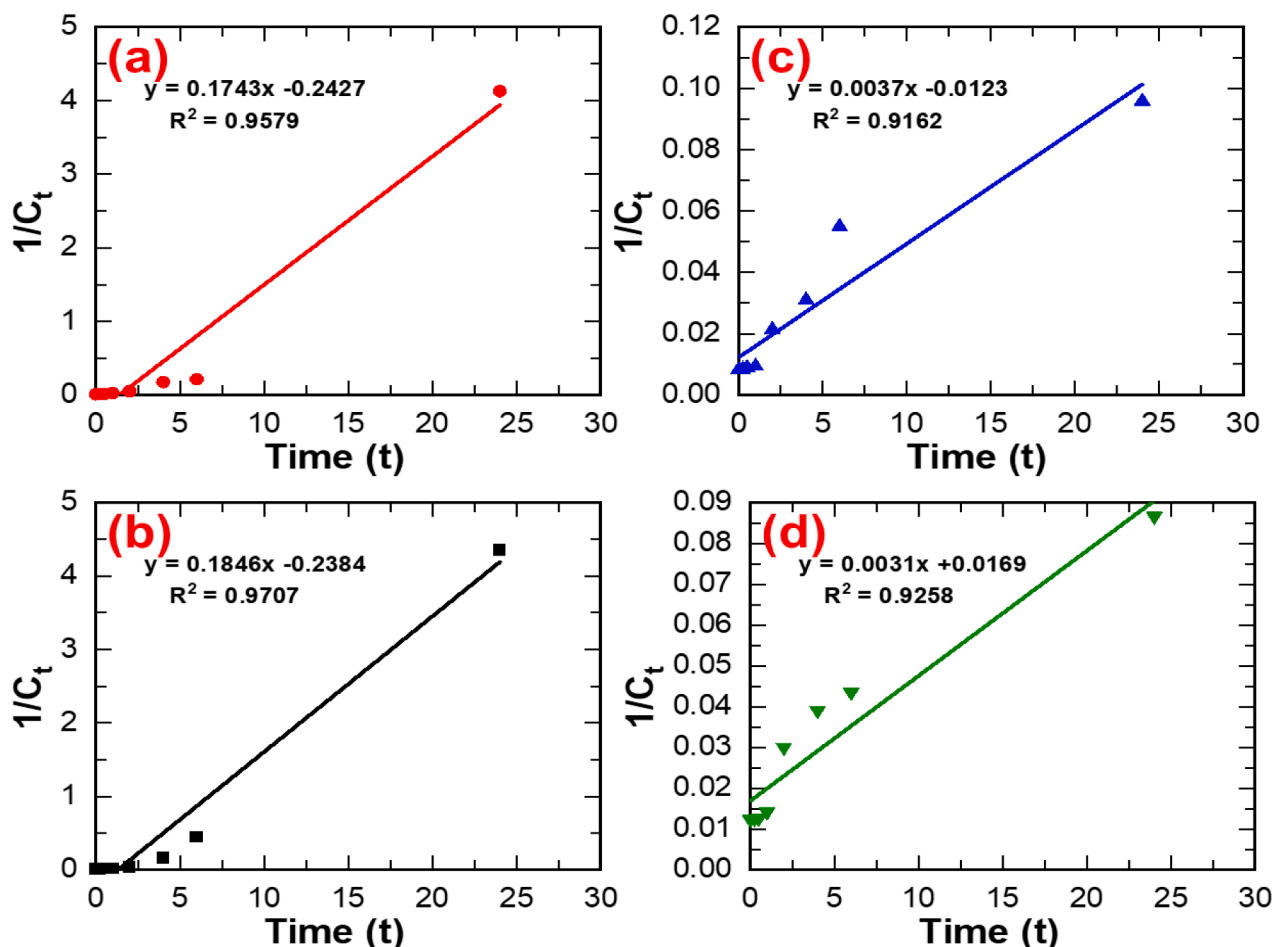 (a)
y = 0.1743x -0.2427
R² = 0.9579
5
4
3
2
1
0
1/Cₜ
0 5 10 15 20 25 30
Time (t)
(c)
y = 0.0037x -0.0123
R² = 0.9162
0.12
0.10
0.08
0.06
0.04
0.02
0.00
1/Cₜ
0 5 10 15 20 25 30
Time (t)
(b)
y = 0.1846x -0.2384
R² = 0.9707
5
4
3
2
1
0
1/Cₜ
0 5 10 15 20 25 30
Time (t)
(d)
y = 0.0031x +0.0169
R² = 0.9258
0.09
0.08
0.07
0.06
0.05
0.04
0.03
0.02
0.01
0.00
1/Cₜ
0 5 10 15 20 25 30
Time (t)